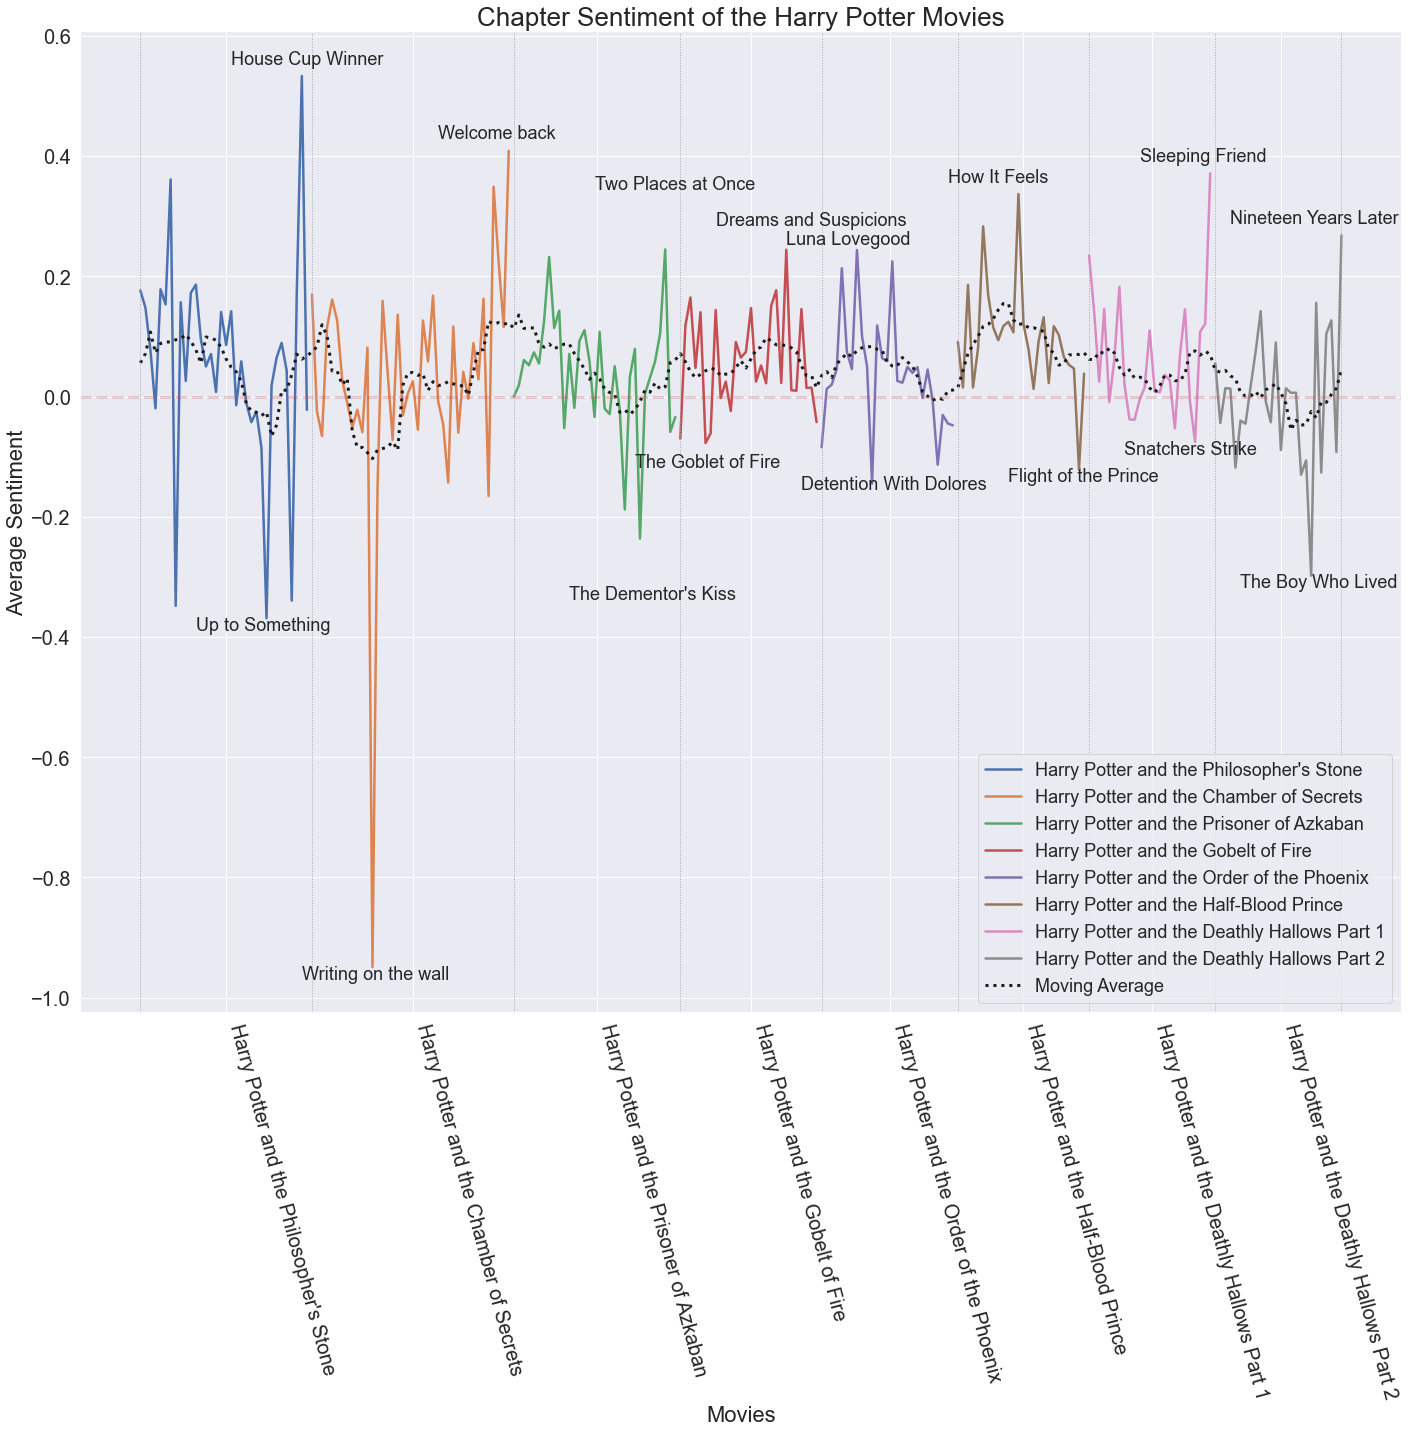 Chapter Sentiment of the Harry Potter Movies
0.6
0.4
0.2
0.0
−0.2
−0.4
−0.6
−0.8
−1.0
Average Sentiment
House Cup Winner
Welcome back
Two Places at Once
Dreams and Suspicions
Luna Lovegood
How It Feels
Sleeping Friend
Nineteen Years Later
Up to Something
Writing on the wall
The Dementor's Kiss
The Goblet of Fire
Detention With Dolores
Flight of the Prince
Snatchers Strike
The Boy Who Lived
Harry Potter and the Philosopher's Stone
Harry Potter and the Chamber of Secrets
Harry Potter and the Prisoner of Azkaban
Harry Potter and the Gobelt of Fire
Harry Potter and the Order of the Phoenix
Harry Potter and the Half-Blood Prince
Harry Potter and the Deathly Hallows Part 1
Harry Potter and the Deathly Hallows Part 2
Moving Average
Harry Potter and the Philosopher's Stone
Harry Potter and the Chamber of Secrets
Harry Potter and the Prisoner of Azkaban
Harry Potter and the Gobelt of Fire
Harry Potter and the Order of the Phoenix
Harry Potter and the Half-Blood Prince
Harry Potter and the Deathly Hallows Part 1
Harry Potter and the Deathly Hallows Part 2
Movies